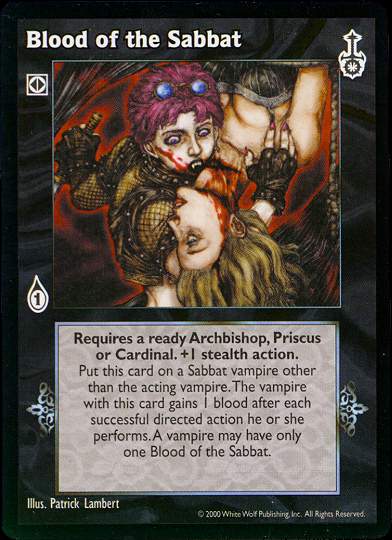 Blood of the Sabbat
1
Requires a ready Archbishop, Priscus
or Cardinal. +1 stealth action.
Put this card on a Sabbat vampire other
than the acting vampire. The vampire
with this card gains 1 blood after each
successful directed action he or she
performs. A vampire may have only
one Blood of the Sabbat.
Illus. Patrick Lambert
© 2000 White Wolf Publishing, Inc. All Rights Reserved.